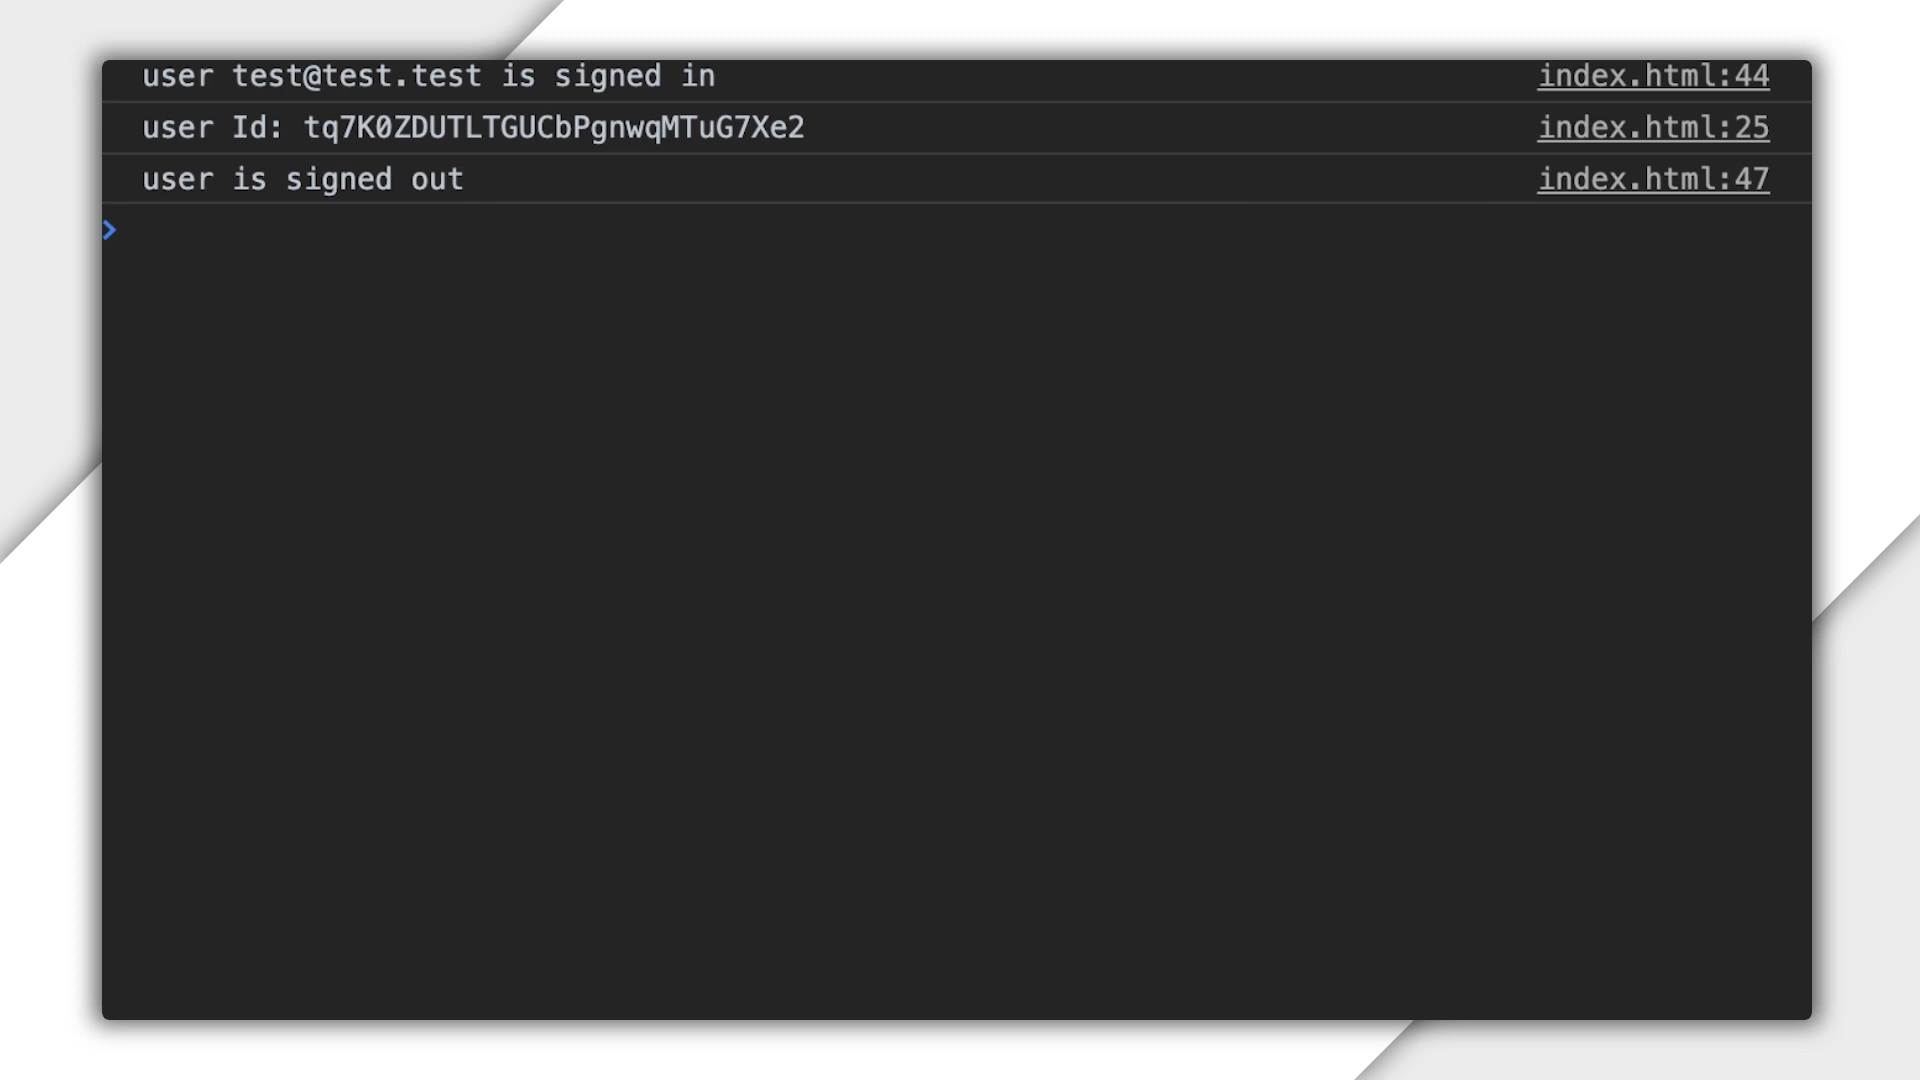 user test@test.test is signed in index.html:44
user Id: tq7K0ZDUTLTGUCbPgnwqMTuG7Xe2 index.html:25
user is signed out index.html:47